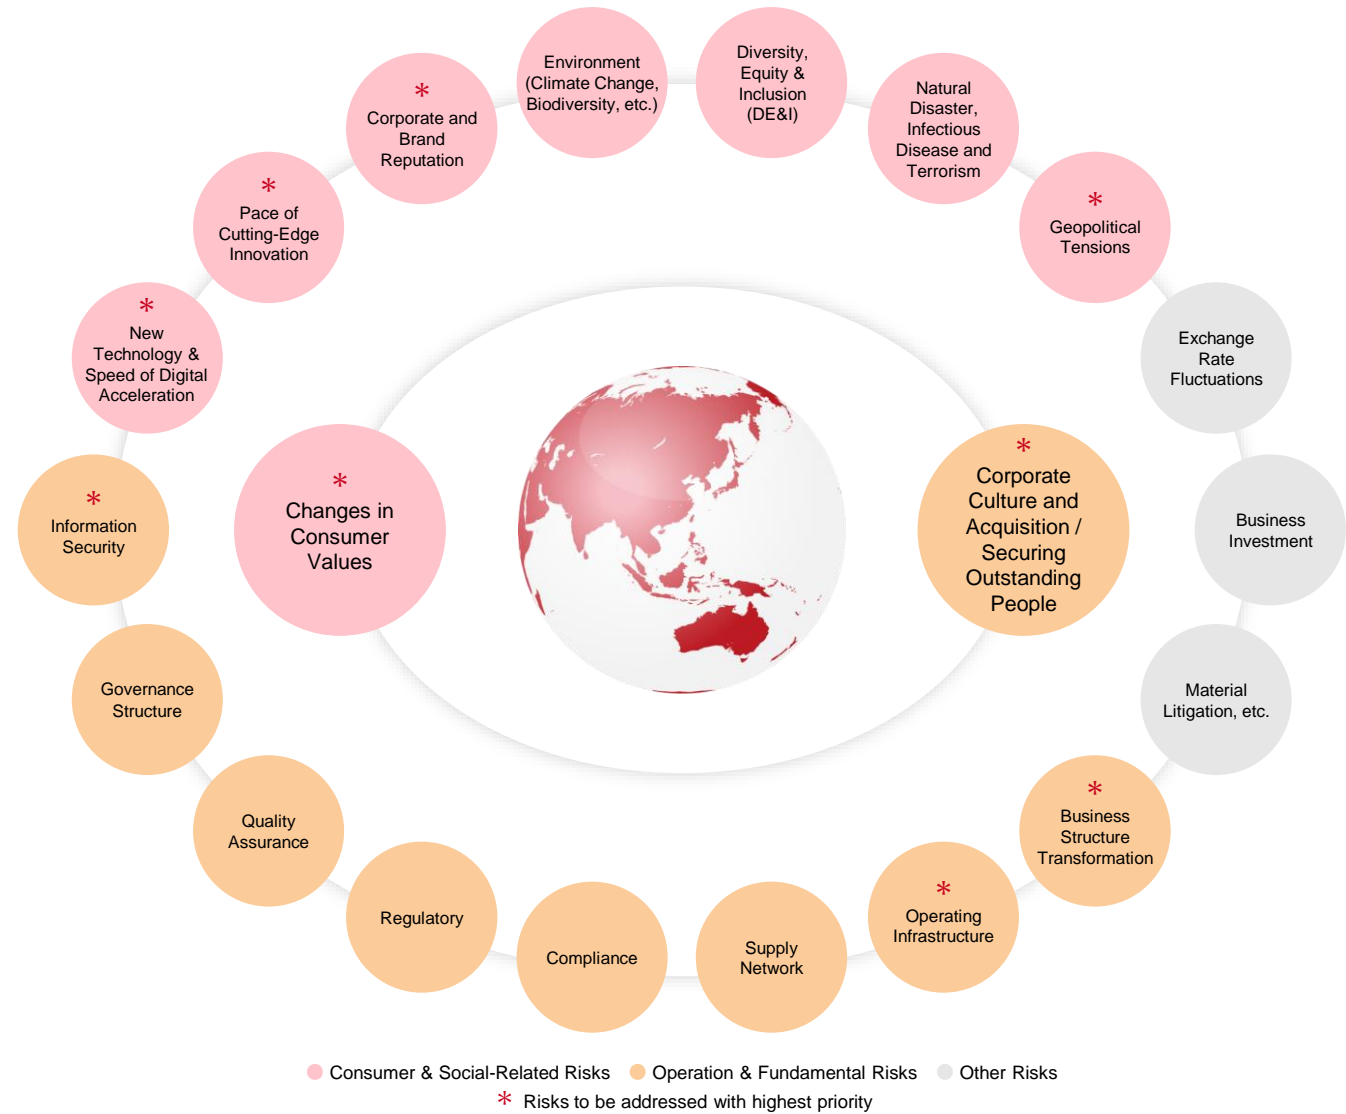 Environment
(Climate Change,
Biodiversity, etc.)
Diversity,
Equity &
Inclusion
(DE&I)
Natural
Disaster,
Infectious
Disease and
Terrorism
*
Geopolitical
Tensions
Exchange
Rate
Fluctuations
Business
Investment
Material
Litigation, etc.
*
Business
Structure
Transformation
*
Operating
Infrastructure
Supply
Network
Compliance
Regulatory
Quality
Assurance
Governance
Structure
*
Information
Security
*
New
Technology &
Speed of Digital
Acceleration
*
Pace of
Cutting-Edge
Innovation
*
Corporate and
Brand
Reputation
*
Changes in
Consumer
Values
*
Corporate
Culture and
Acquisition /
Securing
Outstanding
People
Consumer & Social-Related Risks Operation & Fundamental Risks Other Risks
* Risks to be addressed with highest priority